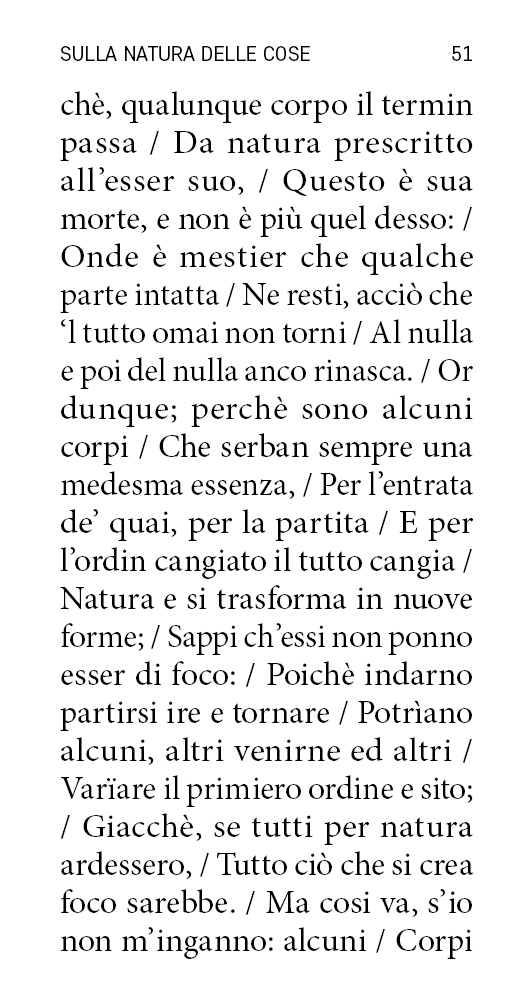 SULLA NATURA DELLE COSE 51
chè, qualunque corpo il termin
passa / Da natura prescritto
all’esser suo, / Questo è sua
morte, e non è più quel desso: /
Onde è mestier che qualche
parte intatta / Ne resti, acciò che
‘l tutto omai non torni / Al nulla
e poi del nulla anco rinasca. / Or
dunque; perchè sono alcuni
corpi / Che serban sempre una
medesma essenza, / Per l’entrata
de’ quai, per la partita / E per
l’ordin cangiato il tutto cangia /
Natura e si trasforma in nuove
forme; / Sappi ch’essi non ponno
esser di foco: / Poichè indarno
partirsi ire e tornare / Potrìano
alcuni, altri venirne ed altri /
Varïare il primiero ordine e sito;
/ Giacchè, se tutti per natura
ardessero, / Tutto ciò che si crea
foco sarebbe. / Ma cosi va, s’io
non m’inganno: alcuni / Corpi